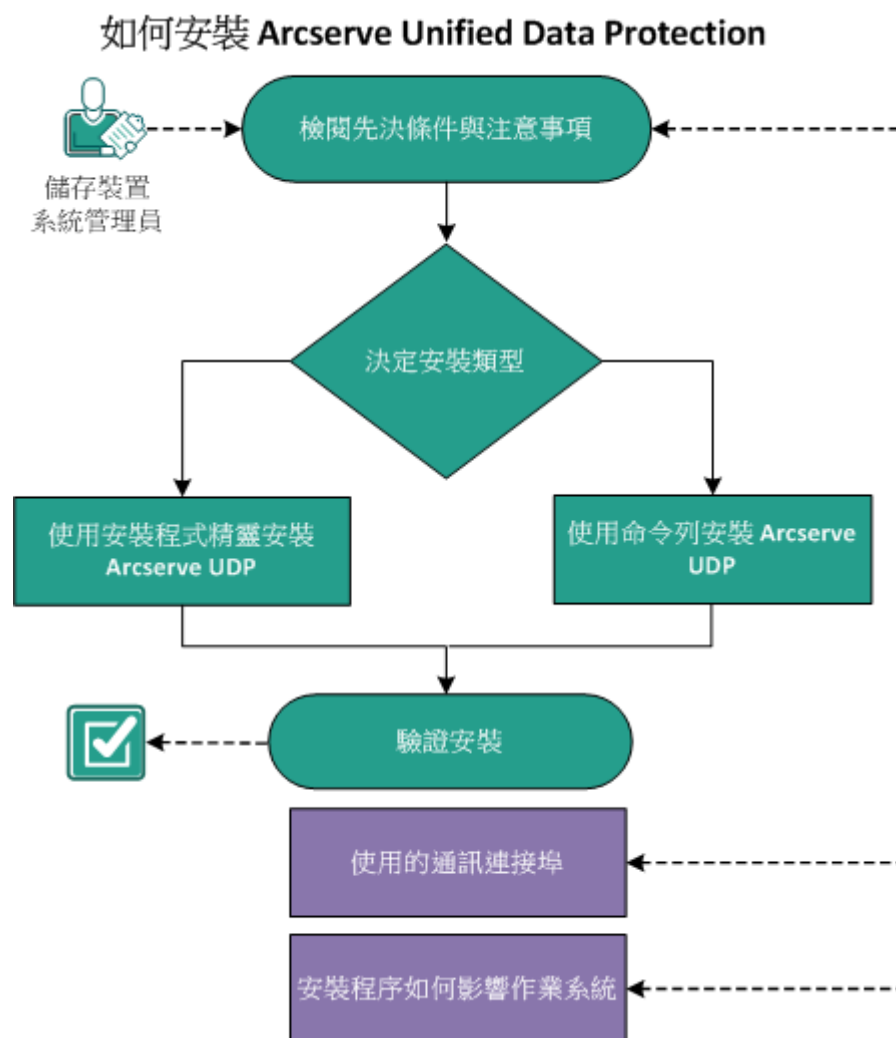 如何安裝 Arcserve Unified Data Protection
檢閱先決條件與注意事項
儲存裝置
系統管理員
決定安裝類型
使用安裝程式精靈安裝
Arcserve UDP
使用命令列安裝 Arcserve
UDP
驗證安裝
使用的通訊連接埠
安裝程序如何影響作業系統